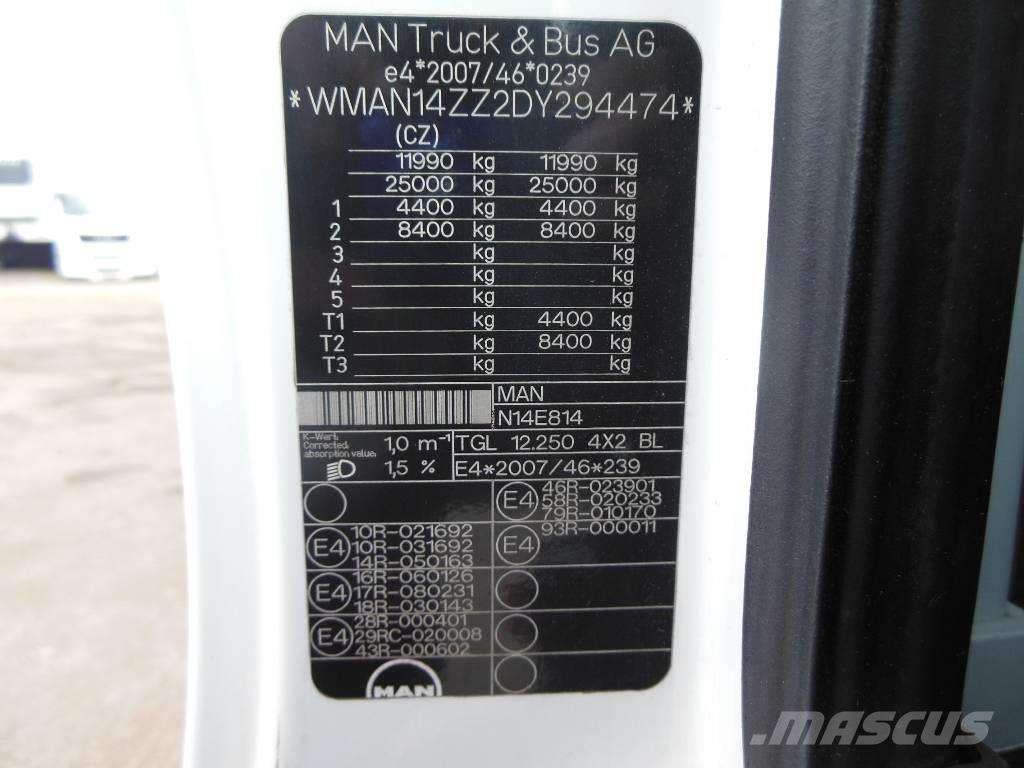 MAN Truck & Bus AG
e4*2007/46*0239
*WMAN14ZZ2DY294474*
(CZ)
11990 kg 11990 kg
25000 kg 25000 kg
1 4400 kg 4400 kg
2 8400 kg 8400 kg
3 kg kg
4 kg kg
5 kg kg
T1 kg 4400 kg
T2 kg 8400 kg
T3 kg kg
MAN
N14E814
K-Wert:
Corrected
absorption value:
1,0 m⁻¹
TGL 12.250 4X2 BL
1,5 %
E4*2007/46*239
E4
46R-023901
58R-020233
79R-010170
E4
10R-021692
10R-031692
14R-050163
E4
93R-000011
E4
16R-060126
17R-080231
18R-030143
E4
28R-000401
29RC-020008
43R-000602
MAN
MASCUS